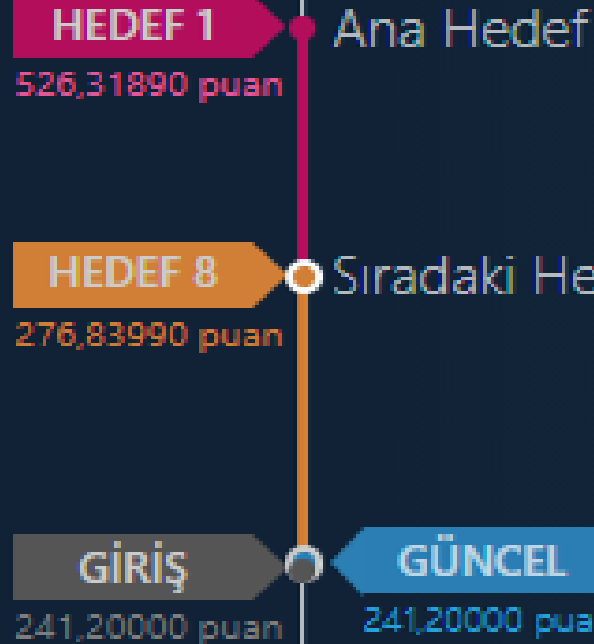 HEDEF 1
Ana Hedef
526,31890 puan
HEDEF 8
Sıradaki He
276,83990 puan
GİRİŞ
GÜNCEL
241,20000 puan
241,20000 pua